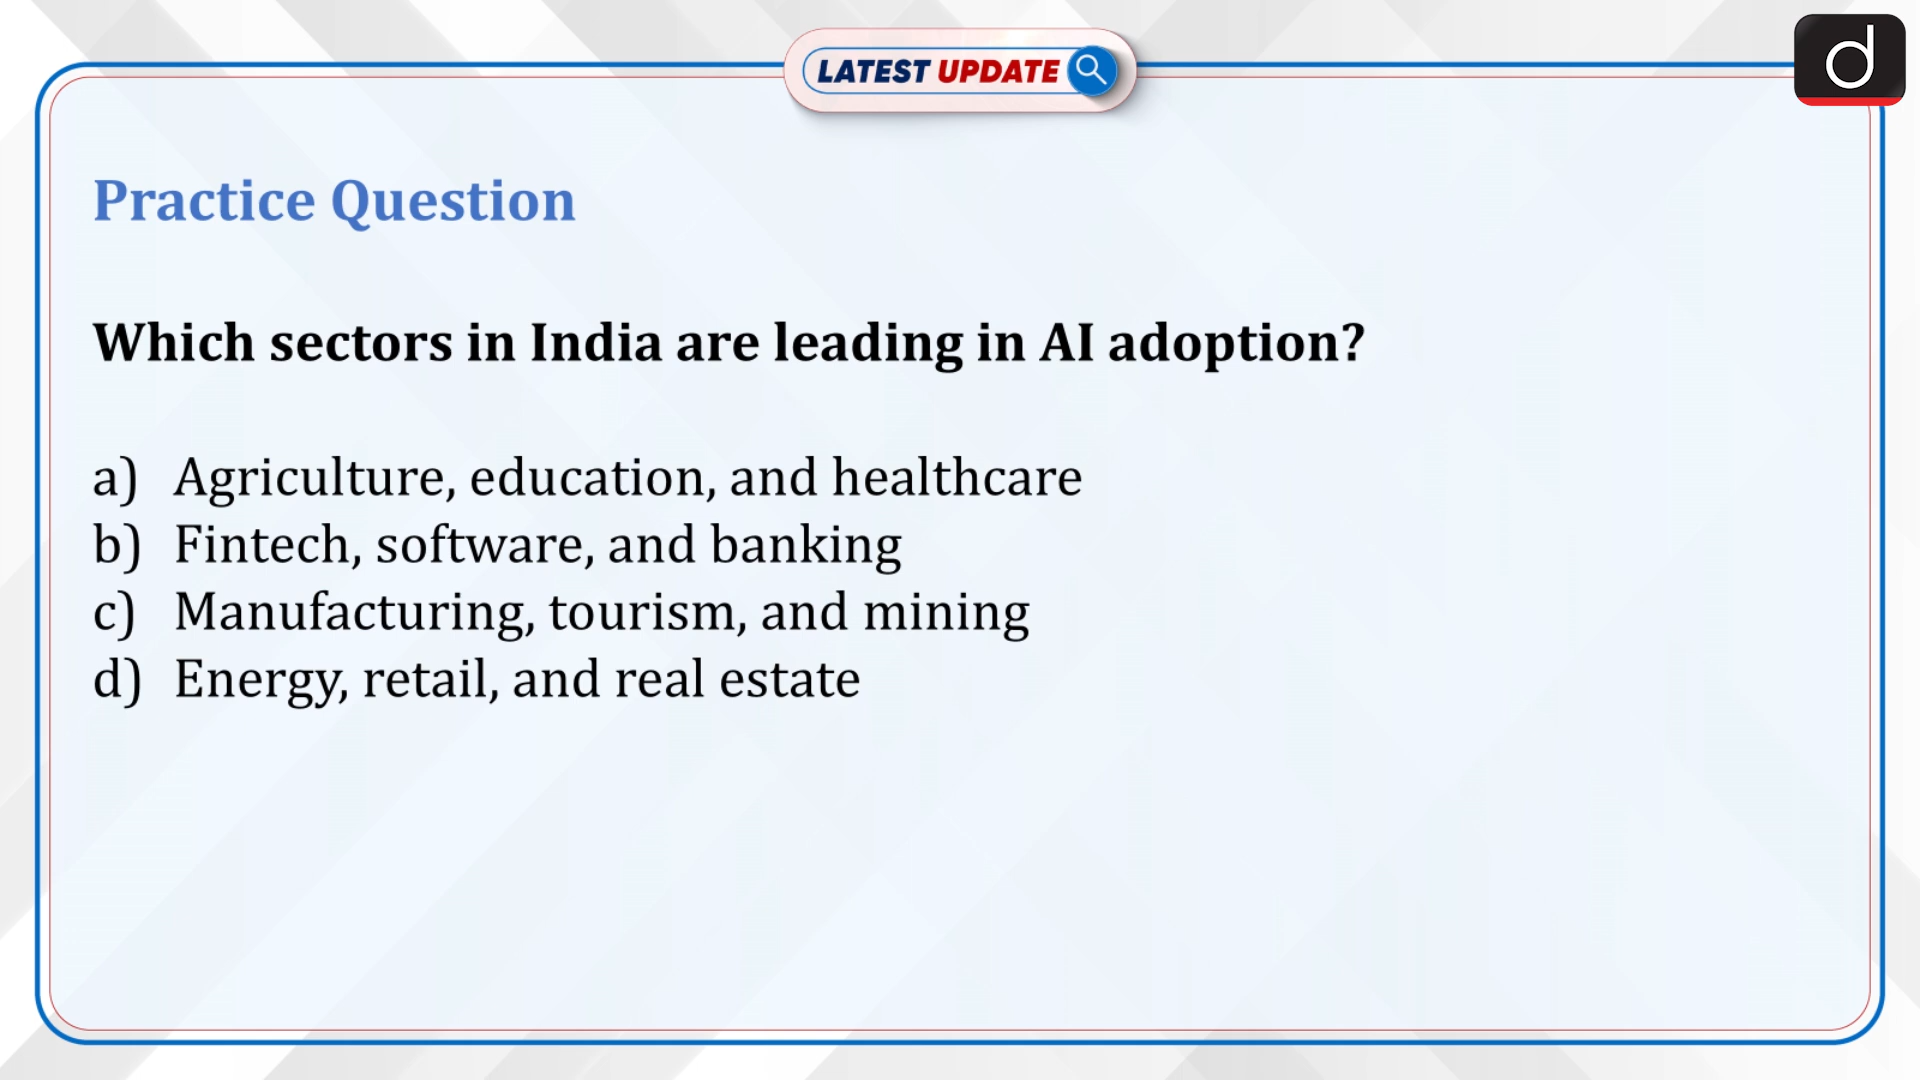 LATEST UPDATE
d
Practice Question
Which sectors in India are leading in AI adoption?
a) Agriculture, education, and healthcare
b) Fintech, software, and banking
c) Manufacturing, tourism, and mining
d) Energy, retail, and real estate